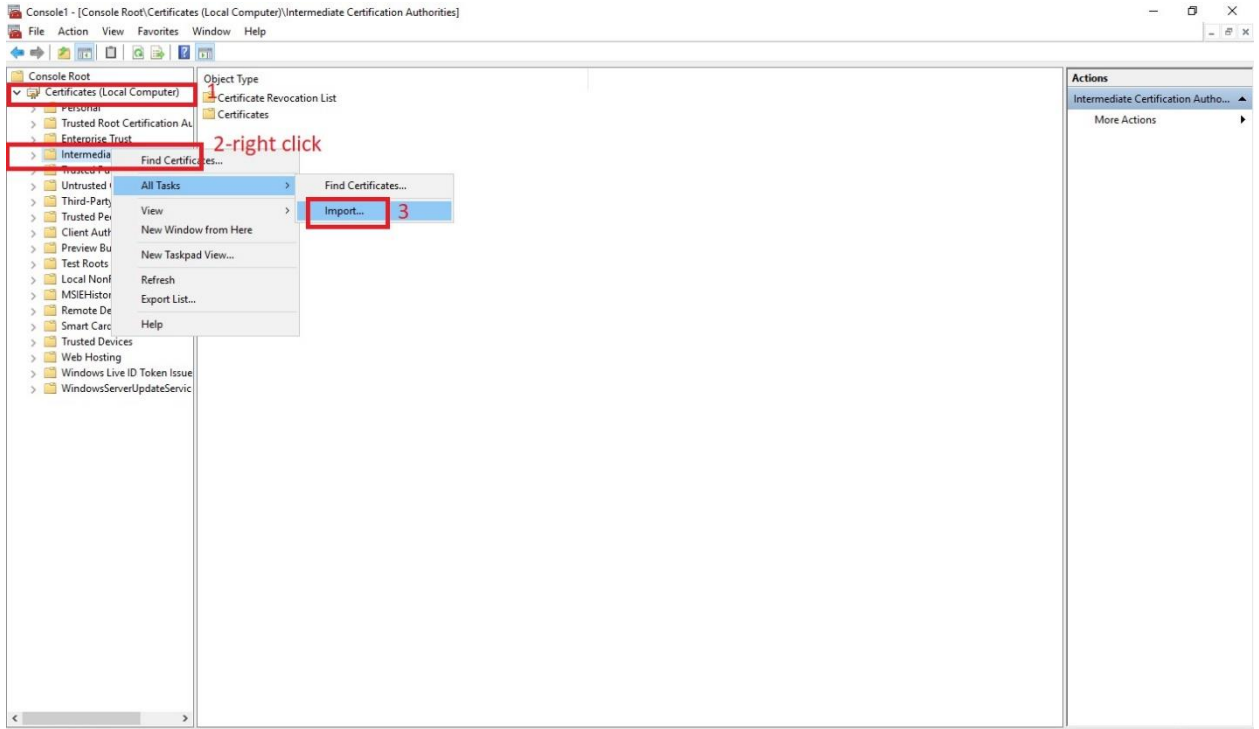 Console1 - [Console Root\Certificates (Local Computer)\Intermediate Certification Authorities]
File Action View Favorites Window Help
Console Root
Certificates (Local Computer)
1
Personal
Trusted Root Certification Au
Enterprise Trust
Intermedia
2-right click
Untrusted
Third-Party
Trusted Pe
Client Auth
Preview Bu
Test Roots
Local NonR
MSIEHistor
Remote De
Smart Card
Trusted Devices
Web Hosting
Windows Live ID Token Issue
WindowsServerUpdateServic
Object Type
Certificate Revocation List
Certificates
Find Certificates...
All Tasks
View
New Window from Here
New Taskpad View...
Refresh
Export List...
Help
Find Certificates...
Import...
3
Actions
Intermediate Certification Autho...
More Actions